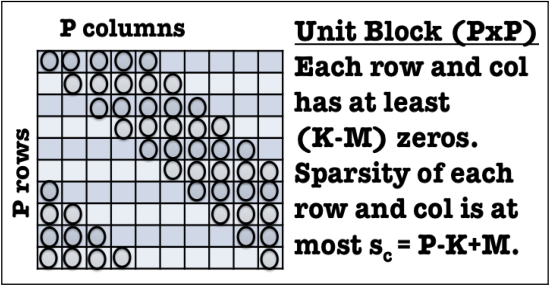 P columns
P rows
Unit Block (PxP)
Each row and col
has at least
(K-M) zeros.
Sparsity of each
row and col is at
most sc = P-K+M.